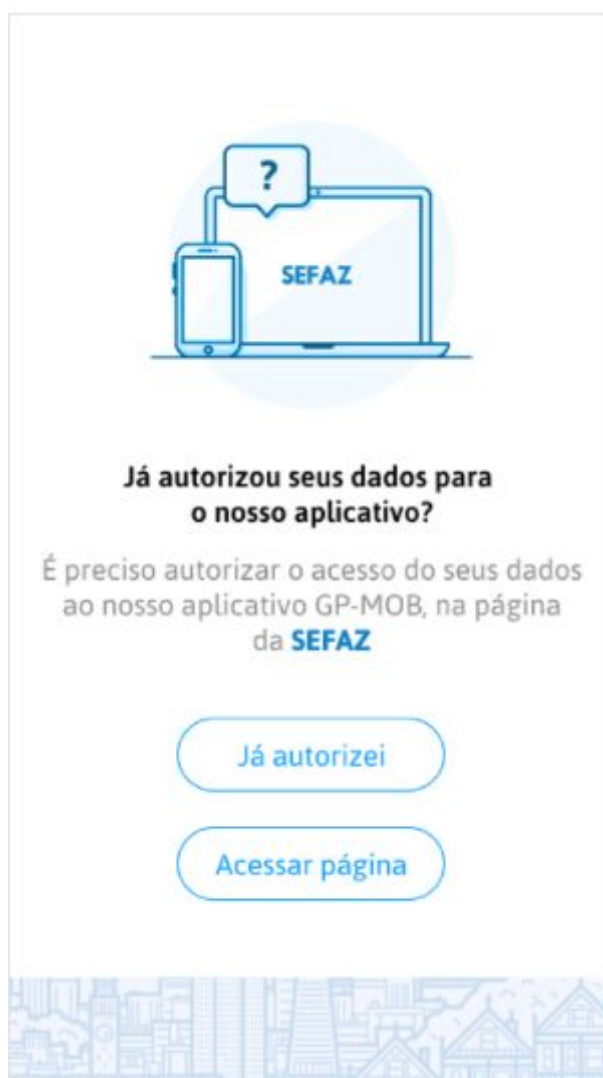 ?
SEFAZ
Já autorizou seus dados para
o nosso aplicativo?
É preciso autorizar o acesso do seus dados
ao nosso aplicativo GP-MOB, na página
da SEFAZ
Já autorizei
Acessar página